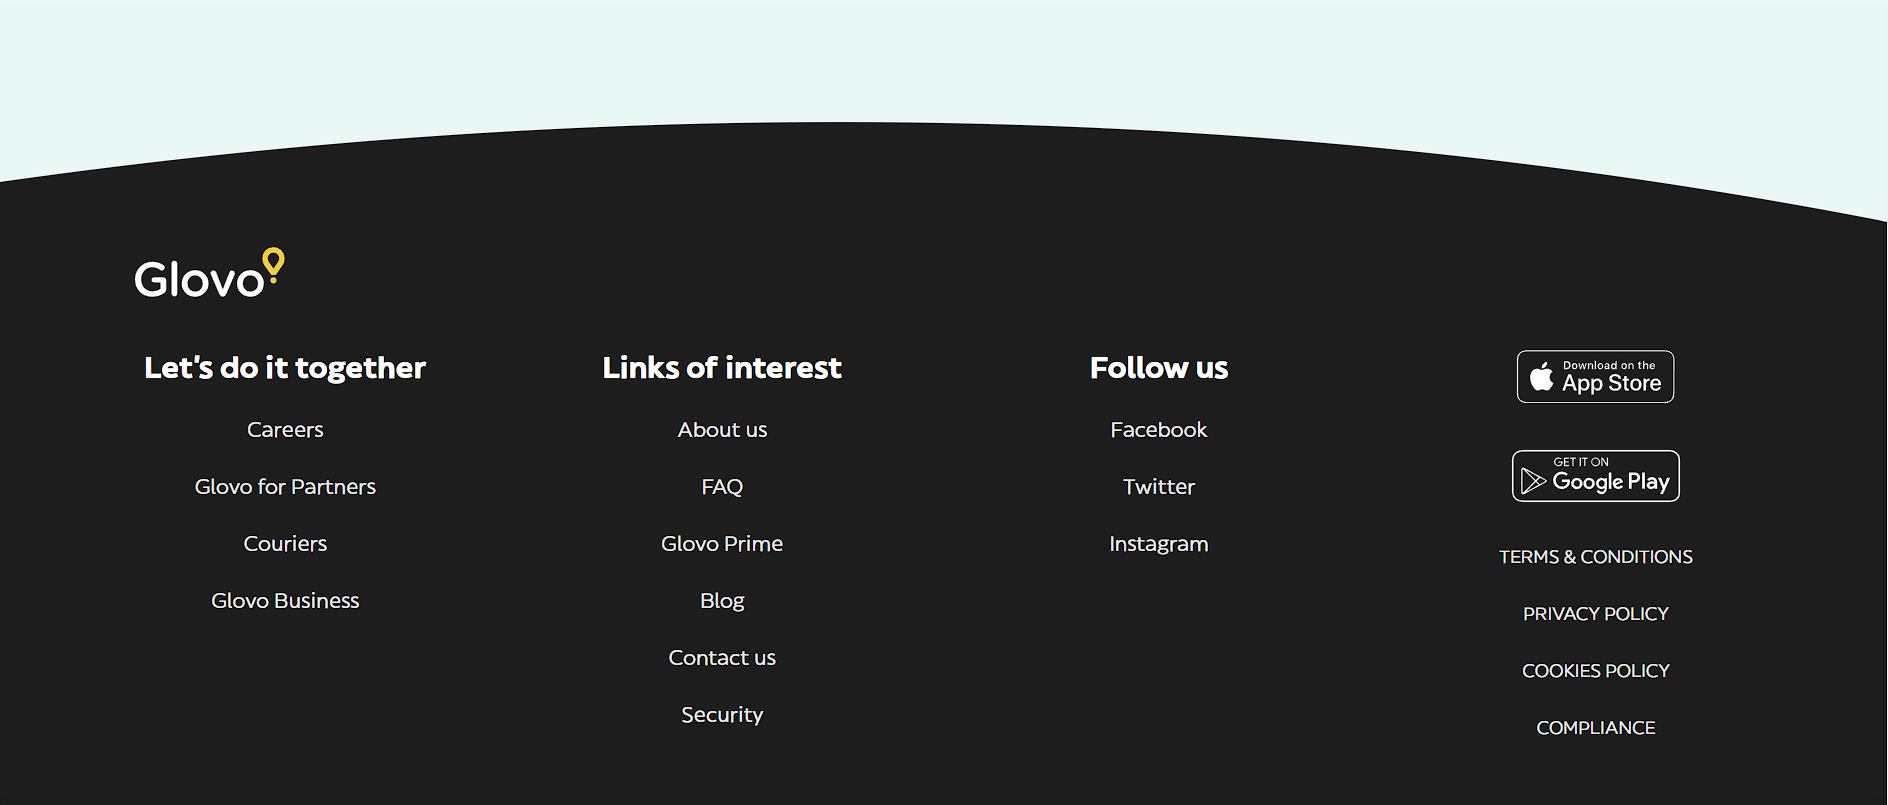 Glovo
Let's do it together
Careers
Glovo for Partners
Couriers
Glovo Business
Links of interest
About us
FAQ
Glovo Prime
Blog
Contact us
Security
Follow us
Facebook
Twitter
Instagram
Download on the
App Store
GET IT ON
Google Play
TERMS & CONDITIONS
PRIVACY POLICY
COOKIES POLICY
COMPLIANCE